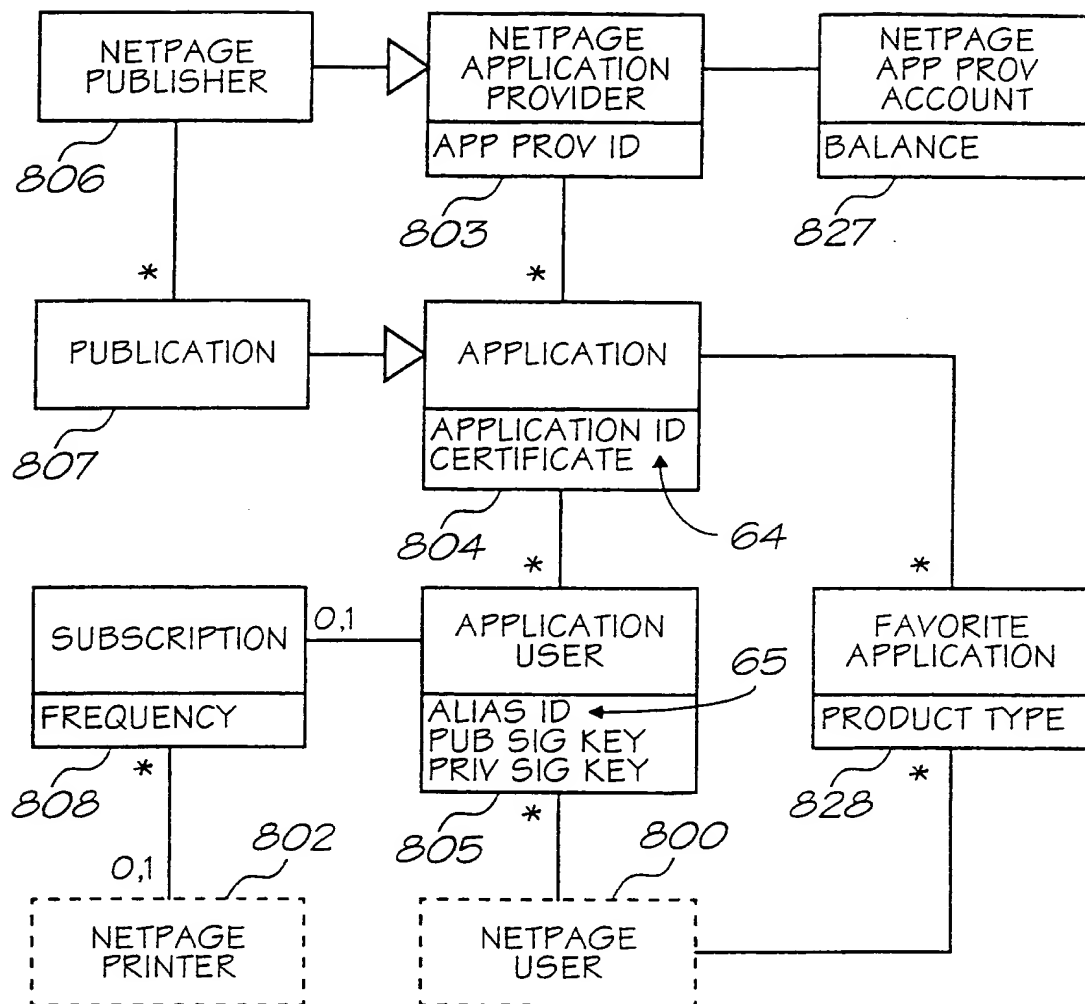 NETPAGE
PUBLISHER
NETPAGE
APPLICATION
PROVIDER
APP PROV ID
NETPAGE
APP PROV
ACCOUNT
BALANCE
806
803
827
*
*
PUBLICATION
APPLICATION
APPLICATION ID
CERTIFICATE
807
804
64
*
*
SUBSCRIPTION
FREQUENCY
0,1
APPLICATION
USER
ALIAS ID
PUB SIG KEY
PRIV SIG KEY
65
FAVORITE
APPLICATION
PRODUCT TYPE
808
*
805
*
828
*
802
800
0,1
NETPAGE
PRINTER
NETPAGE
USER